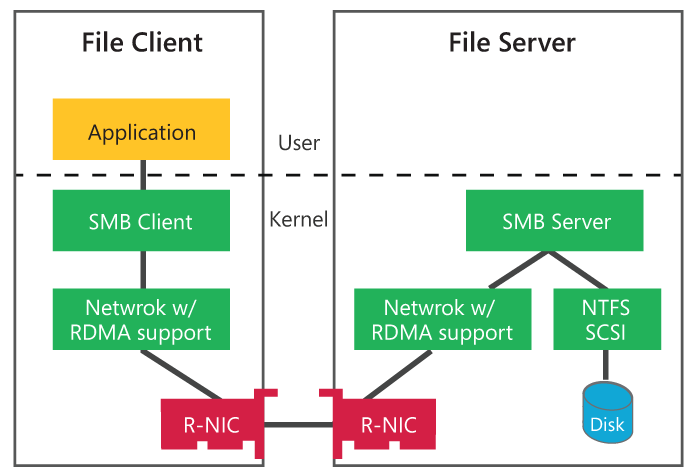 File Client
File Server
Application
User
Kernel
SMB Client
SMB Server
Netwrok w/
RDMA support
Netwrok w/
RDMA support
NTFS
SCSI
R-NIC
R-NIC
Disk